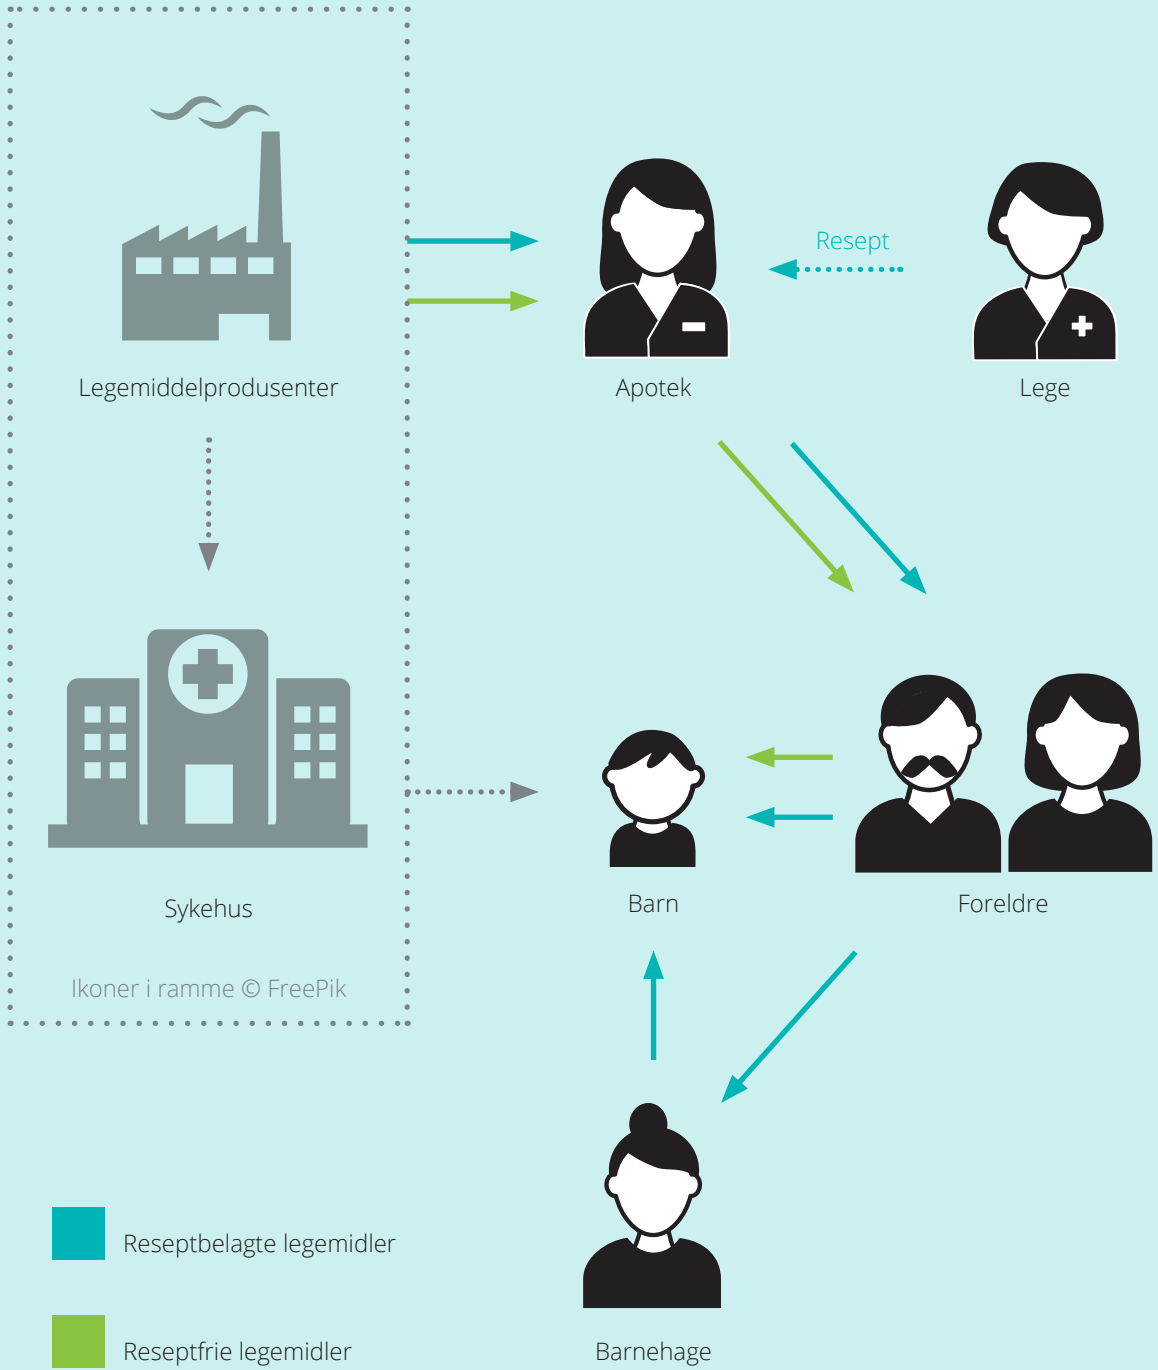 Resept
Legemiddelprodusenter
Apotek
Lege
Sykehus
Barn
Foreldre
Ikoner i ramme © FreePik
Reseptbelagte legemidler
Reseptfrie legemidler
Barnehage